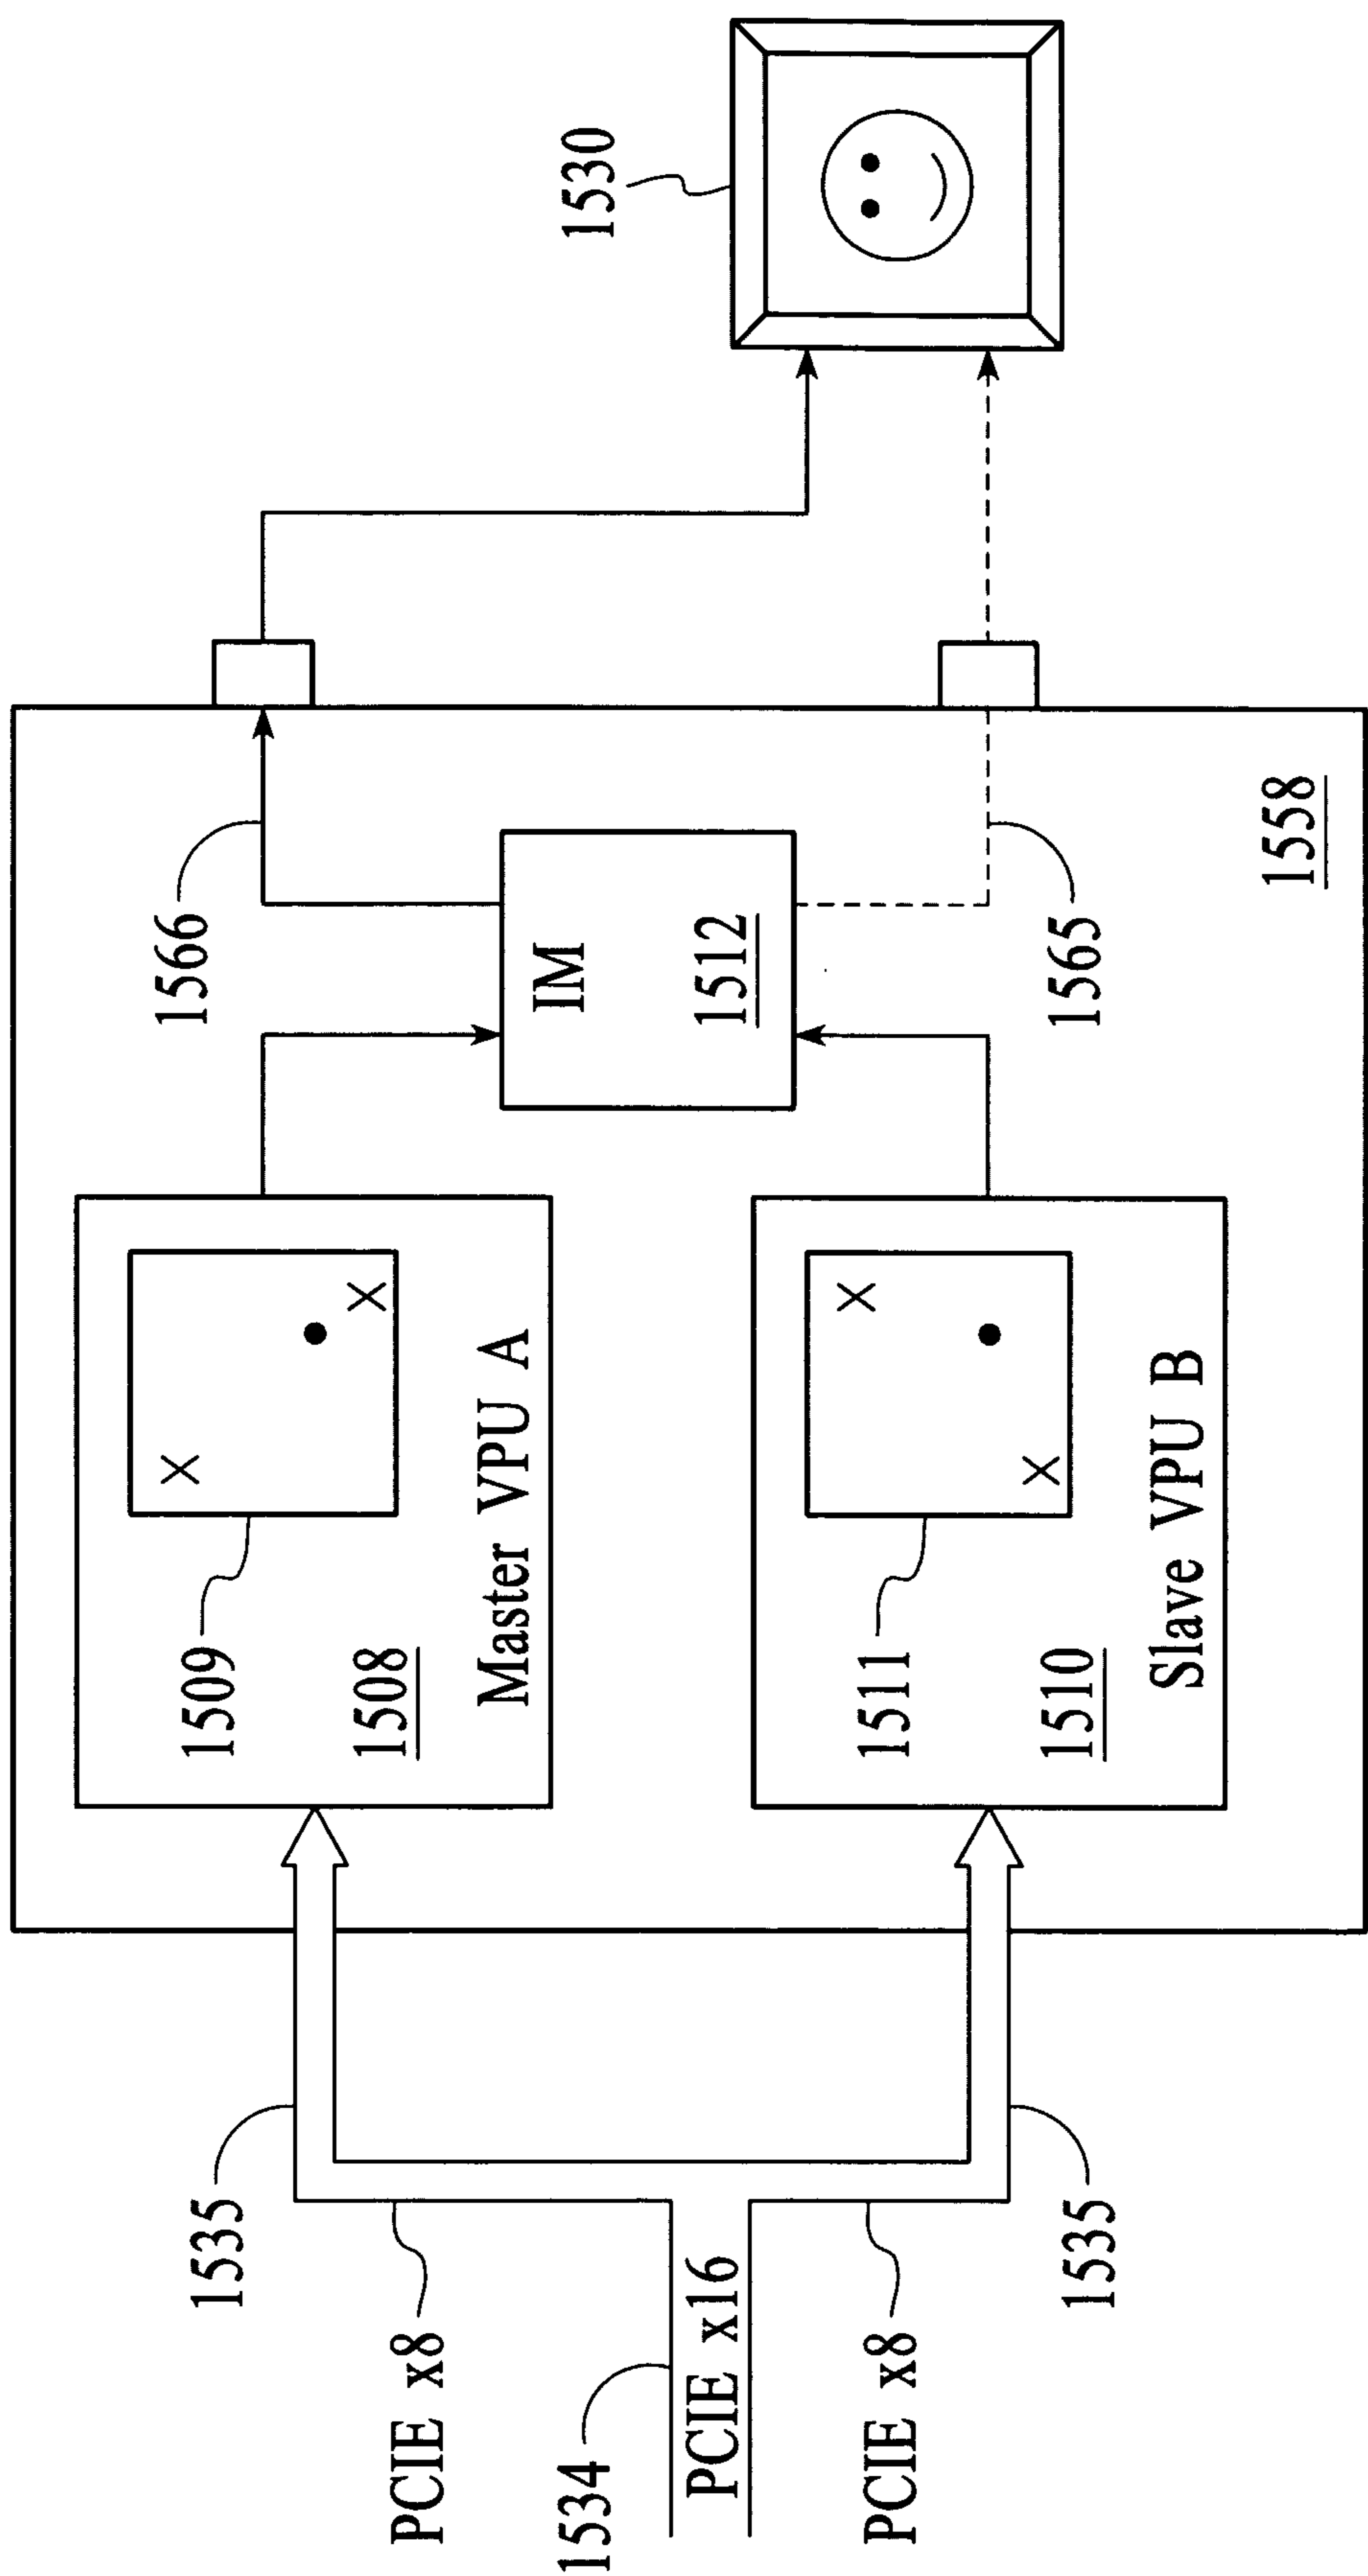 1566
1535
1509
1508
PCIE x8
Master VPU A
IM
1530
1534
PCIE x16
1512
PCIE x8
1511
1535
1510
1565
Slave VPU B
1558